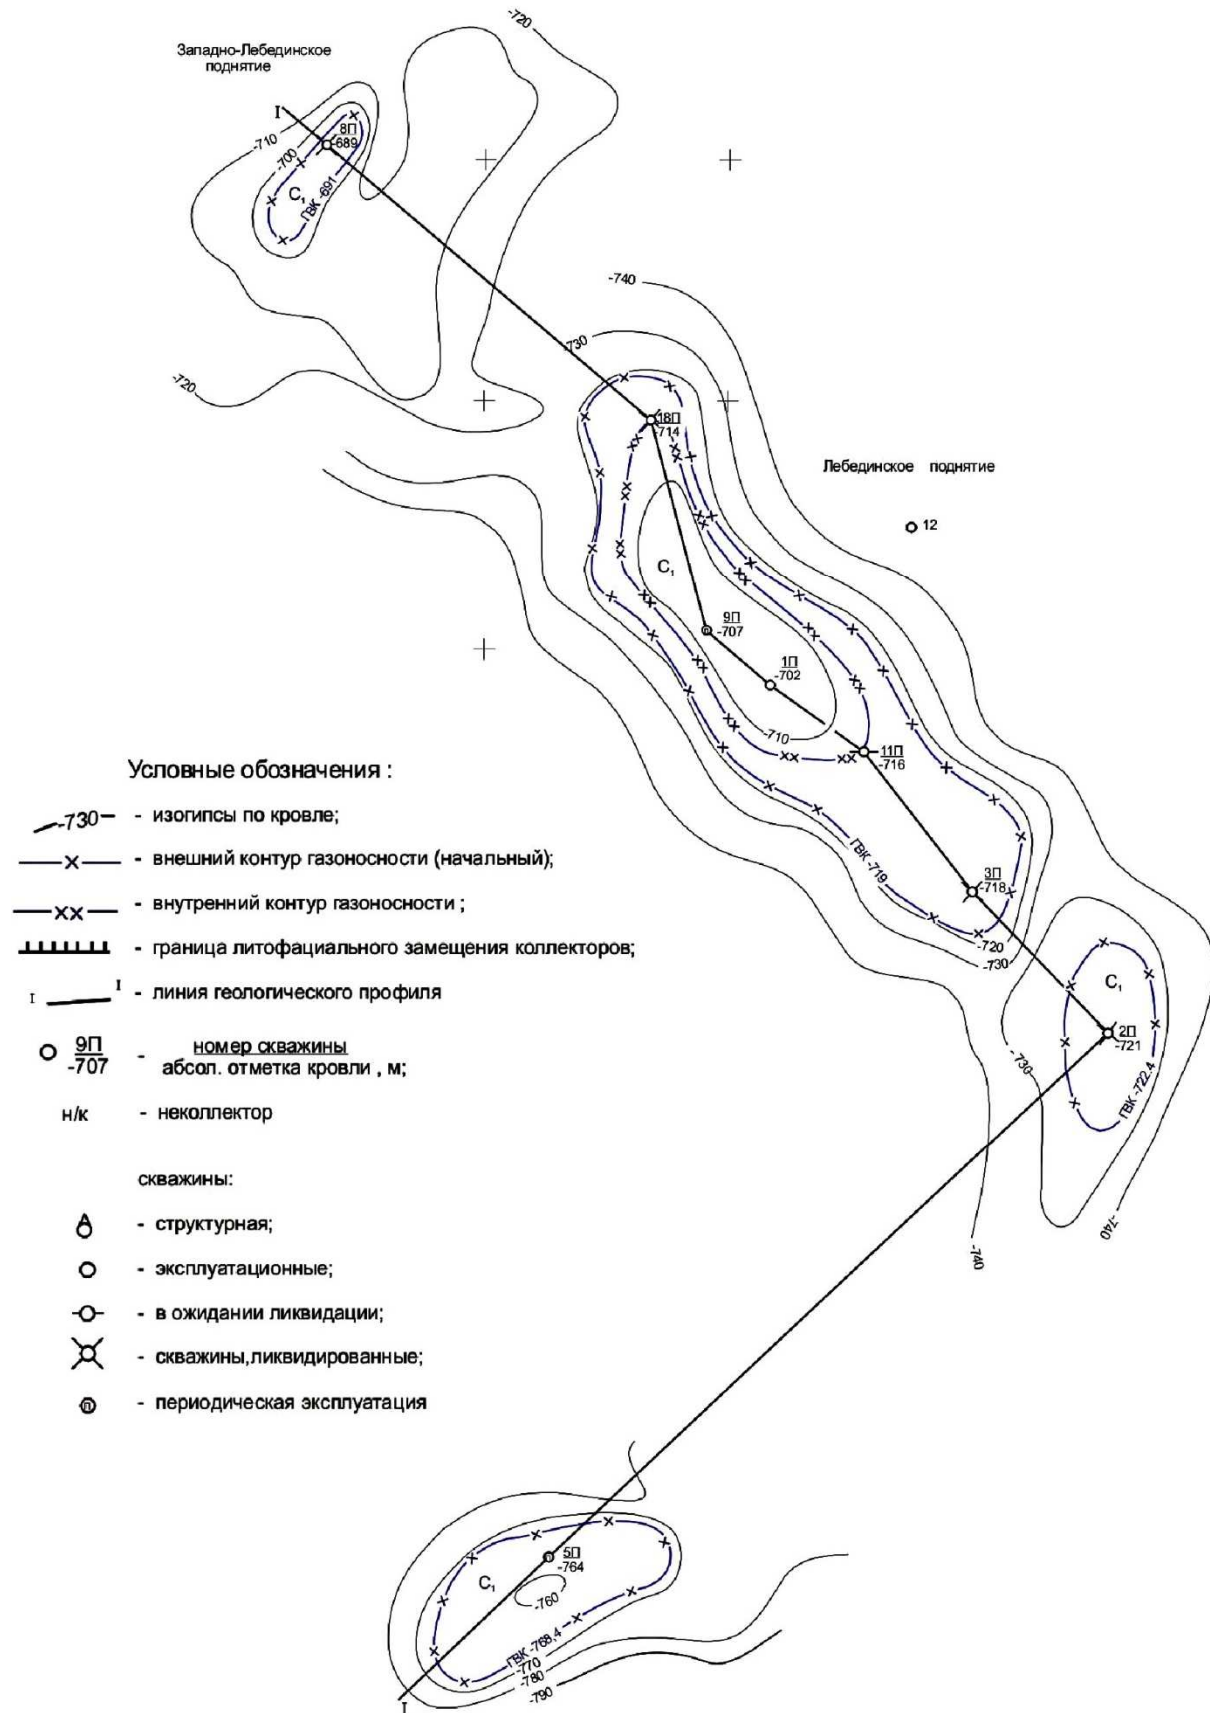 -720
Западно-Лебединское
поднятие
I
8П
-689
-710
-700
С₁
ГВК -691
-740
-730
-720
18П
-714
Лебединское поднятие
12
С₁
9П
-707
1П
-702
-710
11П
-716
Условные обозначения :
-730 - изогипсы по кровле;
- внешний контур газоносности (начальный);
ГВК -719
3П
-718
- внутренний контур газоносности ;
-720
- граница литофациального замещения коллекторов;
-730
С₁
I I - линия геологического профиля
2П
-721
9П - номер скважины
-707 абсол. отметка кровли , м;
-730
ГВК -722.4
н/к - неколлектор
скважины:
-740
-740
- структурная;
- эксплуатационные;
- в ожидании ликвидации;
- скважины,ликвидированные;
п - периодическая эксплуатация
5П
-764
С₁
-760
ГВК -768,4
-770
-780
-790
I